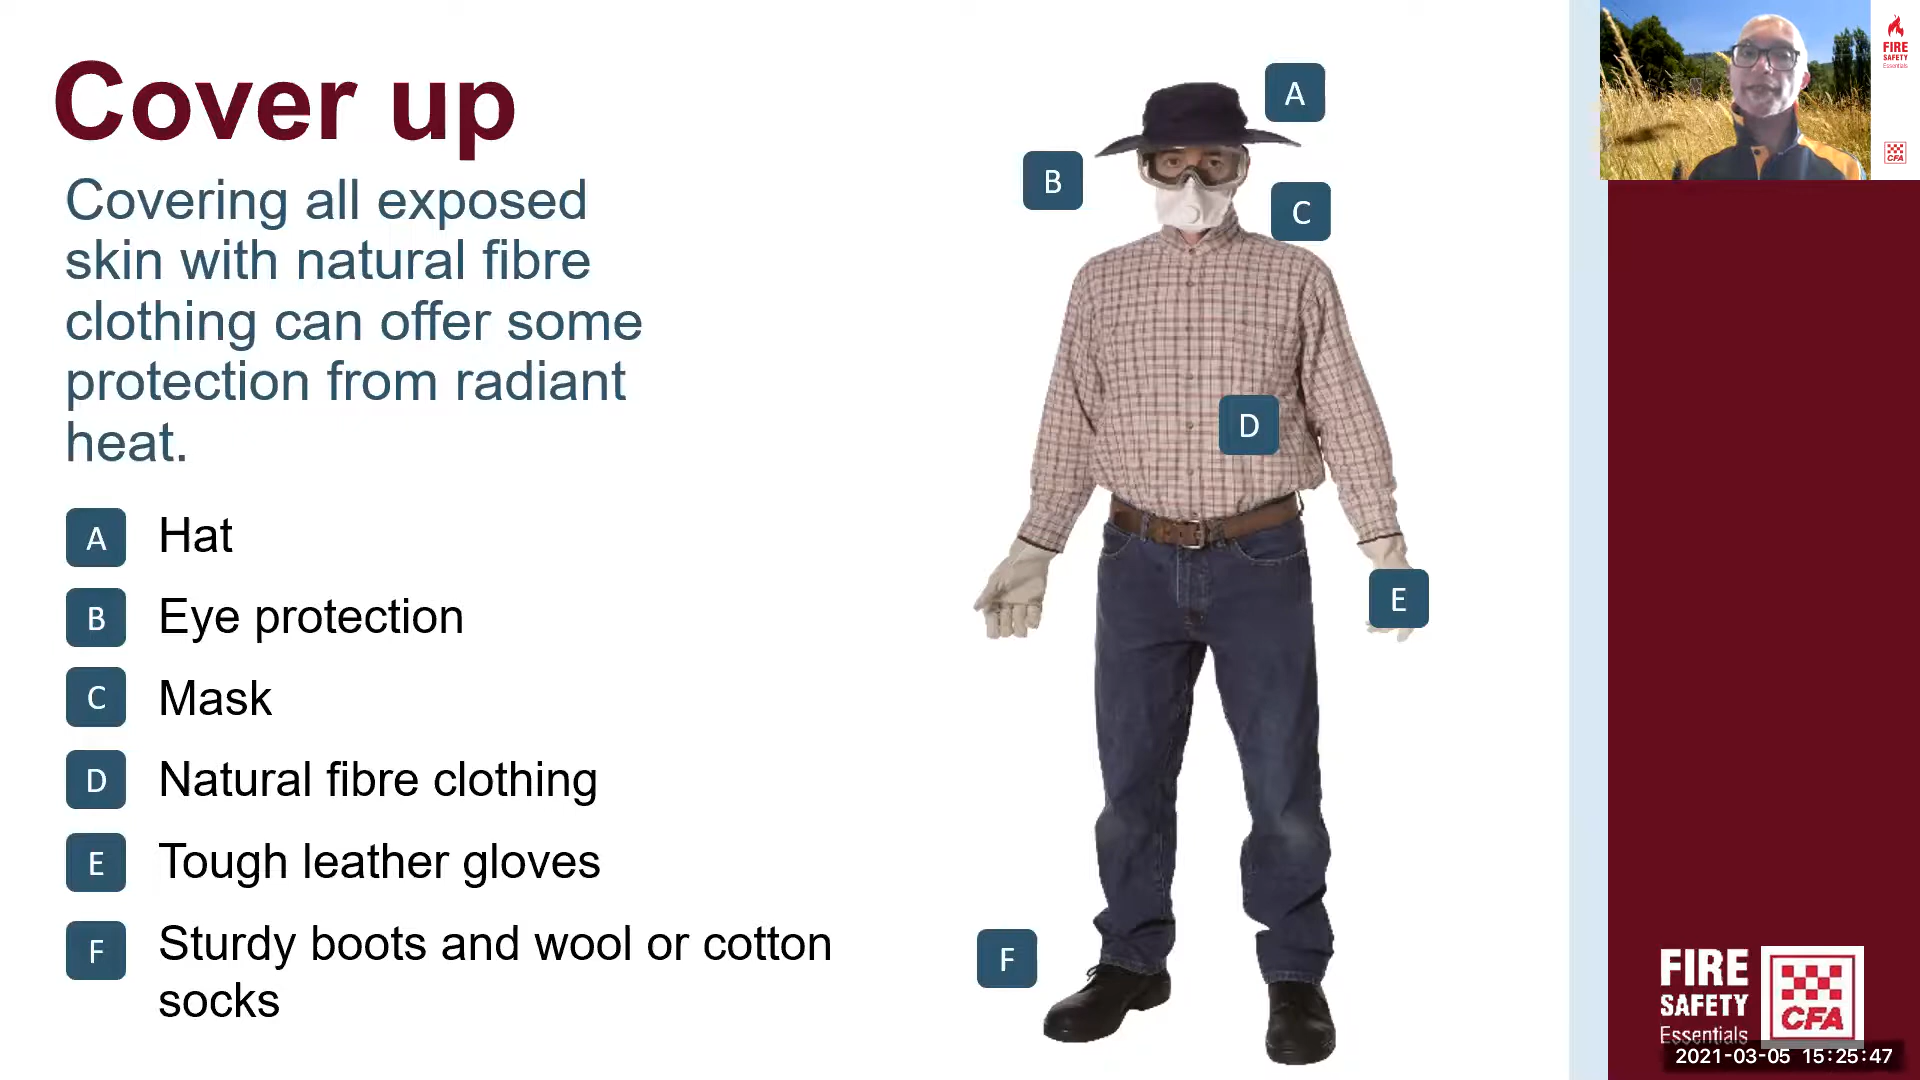 Cover up
Covering all exposed
skin with natural fibre
clothing can offer some
protection from radiant
heat.
A Hat
B Eye protection
C Mask
D Natural fibre clothing
E Tough leather gloves
F Sturdy boots and wool or cotton
socks
A
B
C
D
E
F
FIRE
SAFETY
Essentials
CFA
FIRE
SAFETY
Essentials
CFA
2021-03-05 15:25:47